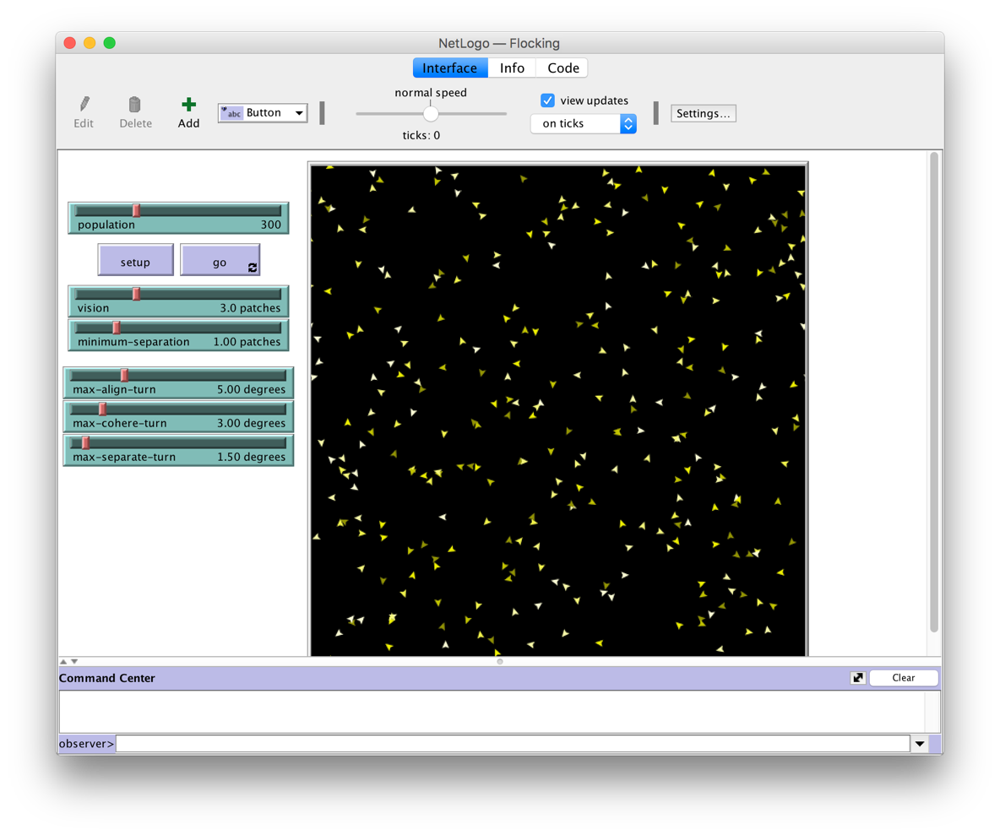 NetLogo — Flocking
Interface Info Code
normal speed
Edit Delete Add abc Button
view updates
on ticks
Settings...
ticks: 0
population 300
setup go
vision 3.0 patches
minimum-separation 1.00 patches
max-align-turn 5.00 degrees
max-cohere-turn 3.00 degrees
max-separate-turn 1.50 degrees
Command Center Clear
observer>